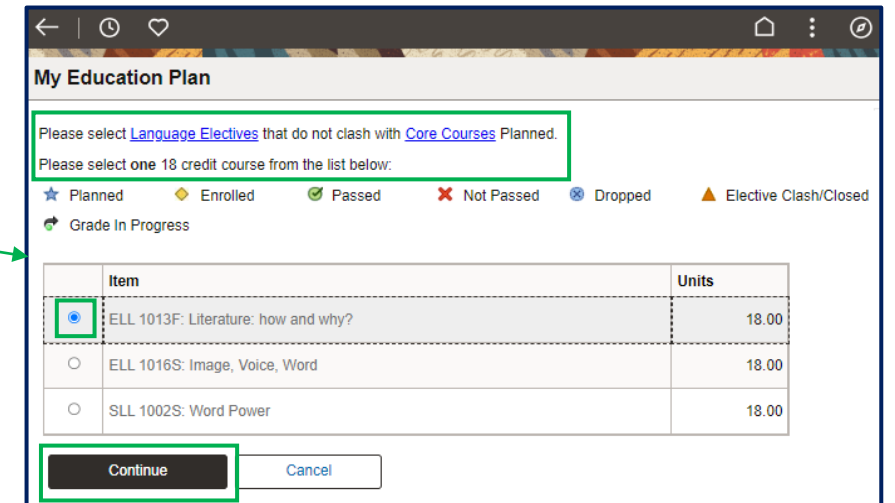 My Education Plan
Please select Language Electives that do not clash with Core Courses Planned.
Please select one 18 credit course from the list below:
Planned Enrolled Passed Not Passed Dropped Elective Clash/Closed
Grade In Progress
Item Units
ELL 1013F: Literature: how and why? 18.00
ELL 1016S: Image, Voice, Word 18.00
SLL 1002S: Word Power 18.00
Continue Cancel